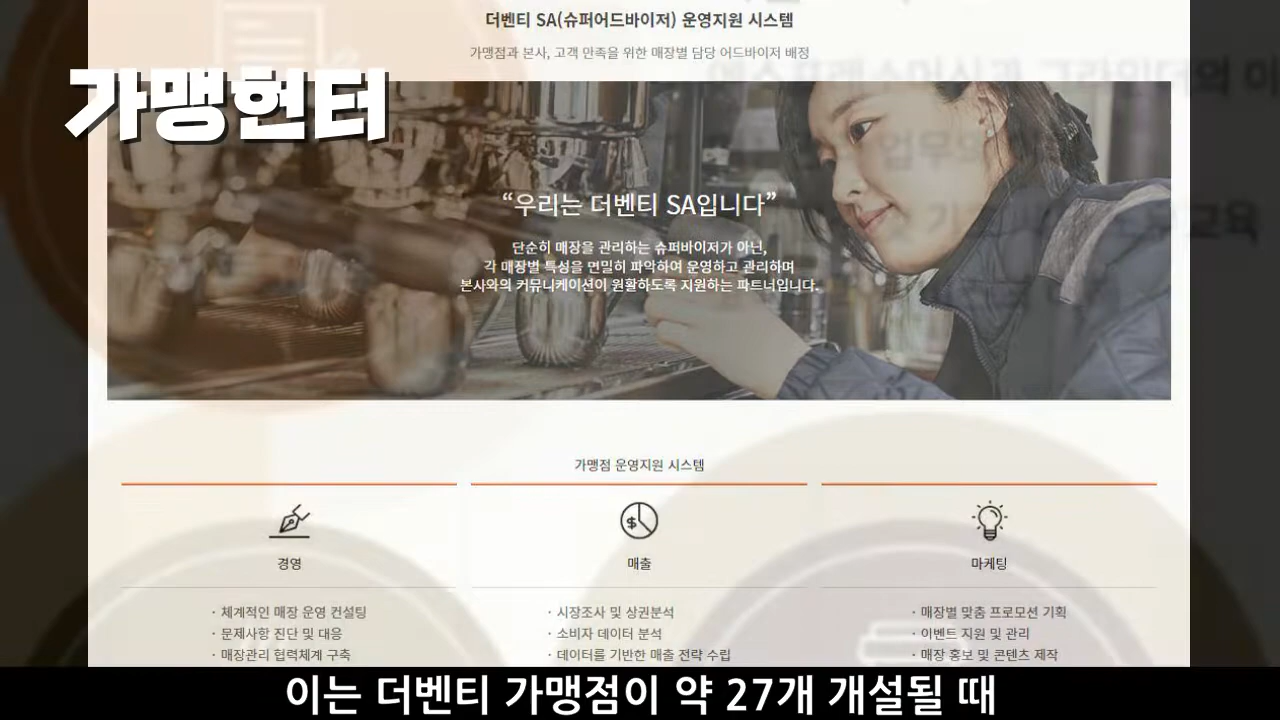 더벤티 SA(슈퍼어드바이저) 운영지원 시스템
가맹점과 본사, 고객 만족을 위한 매장별 담당 어드바이저 배정
가맹헌터
“우리는 더벤티 SA입니다”
단순히 매장을 관리하는 슈퍼바이저가 아닌,
각 매장별 특성을 면밀히 파악하여 운영하고 관리하며
본사와의 커뮤니케이션이 원활하도록 지원하는 파트너입니다.
가맹점 운영지원 시스템
경영
매출
마케팅
· 체계적인 매장 운영 컨설팅
· 문제사항 진단 및 대응
· 매장관리 협력체계 구축
· 시장조사 및 상권분석
· 소비자 데이터 분석
· 데이터를 기반한 매출 전략 수립
· 매장별 맞춤 프로모션 기획
· 이벤트 지원 및 관리
· 매장 홍보 및 콘텐츠 제작
이는 더벤티 가맹점이 약 27개 개설될 때